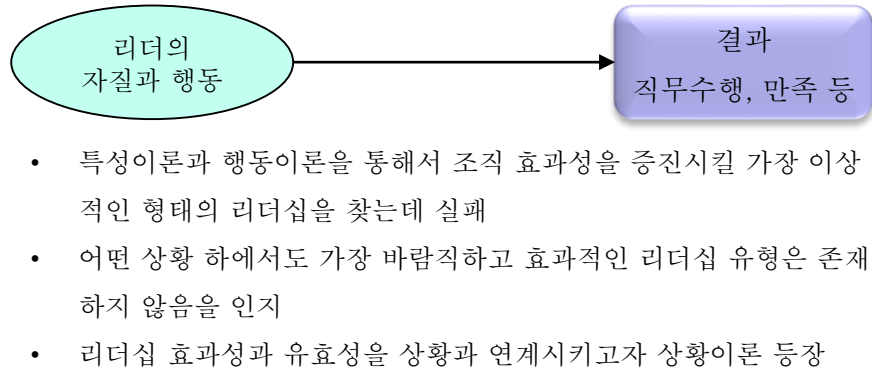 리더의
자질과 행동
결과
직무수행, 만족 등
• 특성이론과 행동이론을 통해서 조직 효과성을 증진시킬 가장 이상
적인 형태의 리더십을 찾는데 실패
• 어떤 상황 하에서도 가장 바람직하고 효과적인 리더십 유형은 존재
하지 않음을 인지
• 리더십 효과성과 유효성을 상황과 연계시키고자 상황이론 등장